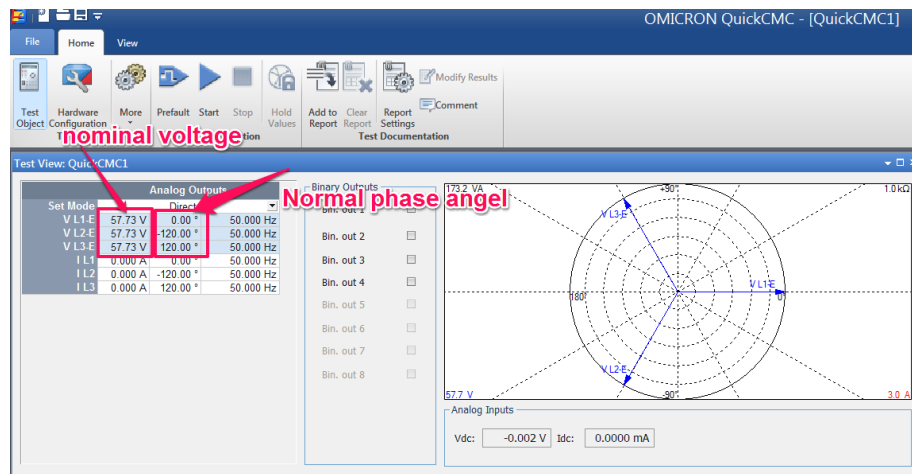 OMICRON QuickCMC - [QuickCMC1]
File Home View
Test Object
Hardware Configuration
More
Prefault
Start
Stop
Hold Values
Add to Report
Clear Report
Report Settings
Modify Results
Comment
Test Documentation
nominal voltage
Test View: QuickCMC1
Normal phase angel
Analog Outputs
Set Mode Direct
V L1-E 57.73 V 0.00 ° 50.000 Hz
V L2-E 57.73 V -120.00 ° 50.000 Hz
V L3-E 57.73 V 120.00 ° 50.000 Hz
I L1 0.000 A 0.00 ° 50.000 Hz
I L2 0.000 A -120.00 ° 50.000 Hz
I L3 0.000 A 120.00 ° 50.000 Hz
Binary Outputs
Bin. out 1
Bin. out 2
Bin. out 3
Bin. out 4
Bin. out 5
Bin. out 6
Bin. out 7
Bin. out 8
173.2 VA +90° 1.0 kΩ
V L3-E
V L1-E
180° 0°
V L2-E
57.7 V -90° 3.0 A
Analog Inputs
Vdc: -0.002 V Idc: 0.0000 mA